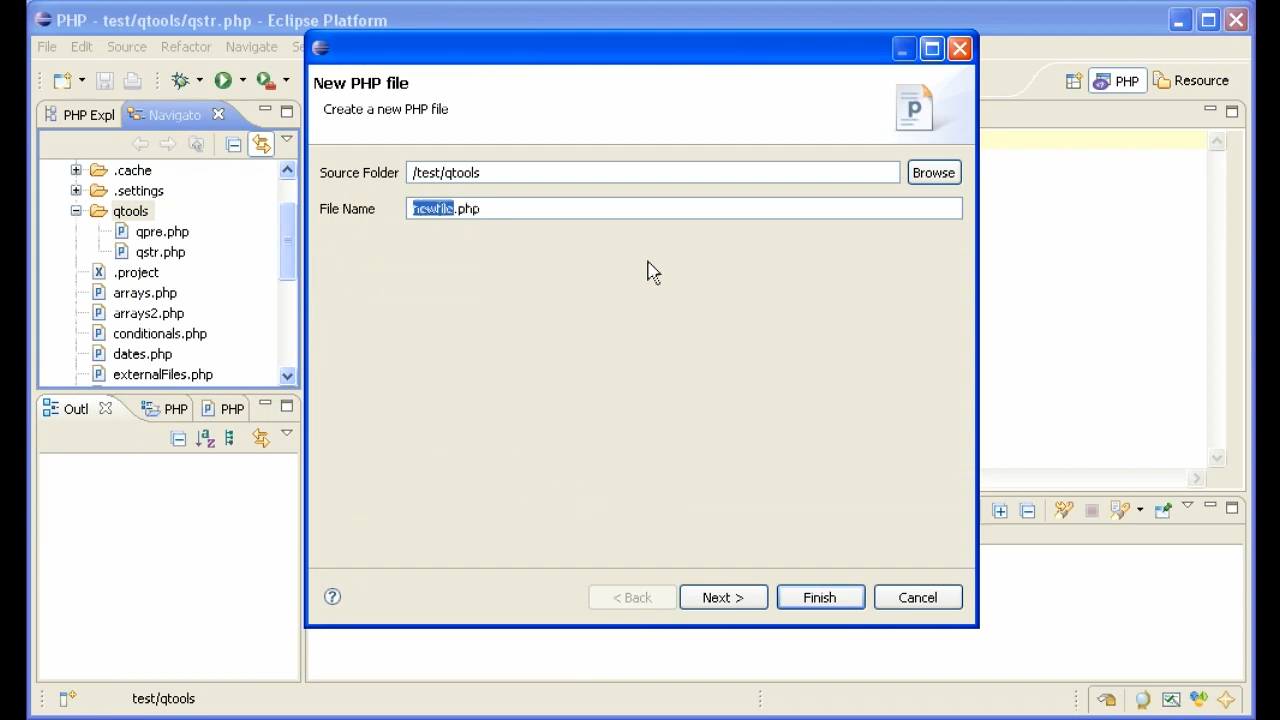 PHP - test/qtools/qstr.php - Eclipse Platform
File Edit Source Refactor Navigate
PHP Resource
PHP Expl Navigato
New PHP file
Create a new PHP file
Source Folder /test/qtools Browse
File Name newfile.php
.cache
.settings
qtools
qpre.php
qstr.php
.project
arrays.php
arrays2.php
conditionals.php
dates.php
externalFiles.php
Outl PHP PHP
< Back Next > Finish Cancel
test/qtools